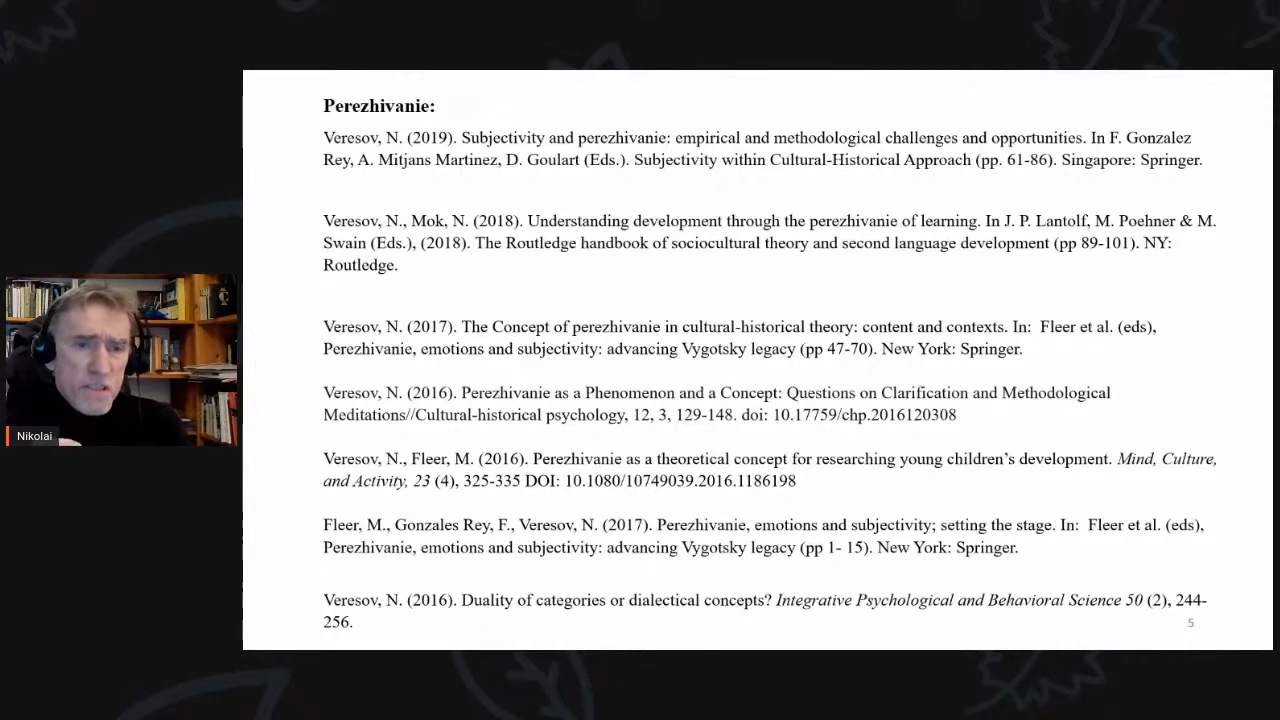 Perezhivanie:
Veresov, N. (2019). Subjectivity and perezhivanie: empirical and methodological challenges and opportunities. In F. Gonzalez
Rey, A. Mitjans Martinez, D. Goulart (Eds.). Subjectivity within Cultural-Historical Approach (pp. 61-86). Singapore: Springer.
Veresov, N., Mok, N. (2018). Understanding development through the perezhivanie of learning. In J. P. Lantolf, M. Poehner & M.
Swain (Eds.), (2018). The Routledge handbook of sociocultural theory and second language development (pp 89-101). NY:
Routledge.
Veresov, N. (2017). The Concept of perezhivanie in cultural-historical theory: content and contexts. In: Fleer et al. (eds),
Perezhivanie, emotions and subjectivity: advancing Vygotsky legacy (pp 47-70). New York: Springer.
Veresov, N. (2016). Perezhivanie as a Phenomenon and a Concept: Questions on Clarification and Methodological
Meditations//Cultural-historical psychology, 12, 3, 129-148. doi: 10.17759/chp.2016120308
Veresov, N., Fleer, M. (2016). Perezhivanie as a theoretical concept for researching young children’s development. Mind, Culture,
and Activity, 23 (4), 325-335 DOI: 10.1080/10749039.2016.1186198
Fleer, M., Gonzales Rey, F., Veresov, N. (2017). Perezhivanie, emotions and subjectivity; setting the stage. In: Fleer et al. (eds),
Perezhivanie, emotions and subjectivity: advancing Vygotsky legacy (pp 1- 15). New York: Springer.
Veresov, N. (2016). Duality of categories or dialectical concepts? Integrative Psychological and Behavioral Science 50 (2), 244-
256.
5
Nikolai